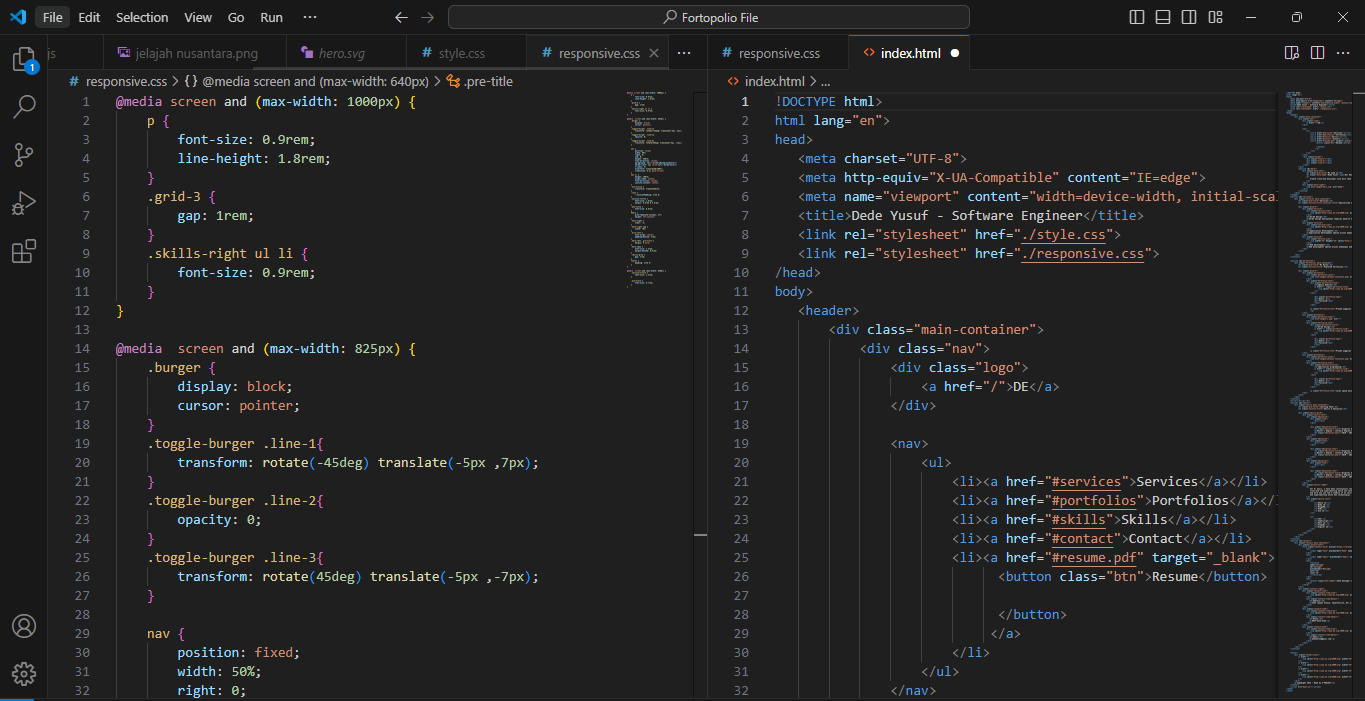 File Edit Selection View Go Run ···
Fortopolio File
js jelajah nusantara.png hero.svg # style.css # responsive.css ···
# responsive.css > {} @media screen and (max-width: 640px) > .pre-title
1 @media screen and (max-width: 1000px) {
2 p {
3 font-size: 0.9rem;
4 line-height: 1.8rem;
5 }
6 .grid-3 {
7 gap: 1rem;
8 }
9 .skills-right ul li {
10 font-size: 0.9rem;
11 }
12 }
13
14 @media  screen and (max-width: 825px) {
15 .burger {
16 display: block;
17 cursor: pointer;
18 }
19 .toggle-burger .line-1{
20 transform: rotate(-45deg) translate(-5px ,7px);
21 }
22 .toggle-burger .line-2{
23 opacity: 0;
24 }
25 .toggle-burger .line-3{
26 transform: rotate(45deg) translate(-5px ,-7px);
27 }
28
29 nav {
30 position: fixed;
31 width: 50%;
32 right: 0;
# responsive.css <> index.html ···
<> index.html > ...
1 !DOCTYPE html>
2 html lang="en">
3 head>
4 <meta charset="UTF-8">
5 <meta http-equiv="X-UA-Compatible" content="IE=edge">
6 <meta name="viewport" content="width=device-width, initial-scal
7 <title>Dede Yusuf - Software Engineer</title>
8 <link rel="stylesheet" href="./style.css">
9 <link rel="stylesheet" href="./responsive.css">
10 /head>
11 body>
12 <header>
13 <div class="main-container">
14 <div class="nav">
15 <div class="logo">
16 <a href="/">DE</a>
17 </div>
18
19 <nav>
20 <ul>
21 <li><a href="#services">Services</a></li>
22 <li><a href="#portfolios">Portfolios</a></l
23 <li><a href="#skills">Skills</a></li>
24 <li><a href="#contact">Contact</a></li>
25 <li><a href="#resume.pdf" target="_blank">
26 <button class="btn">Resume</button>
27
28 </button>
29 </a>
30 </li>
31 </ul>
32 </nav>
1